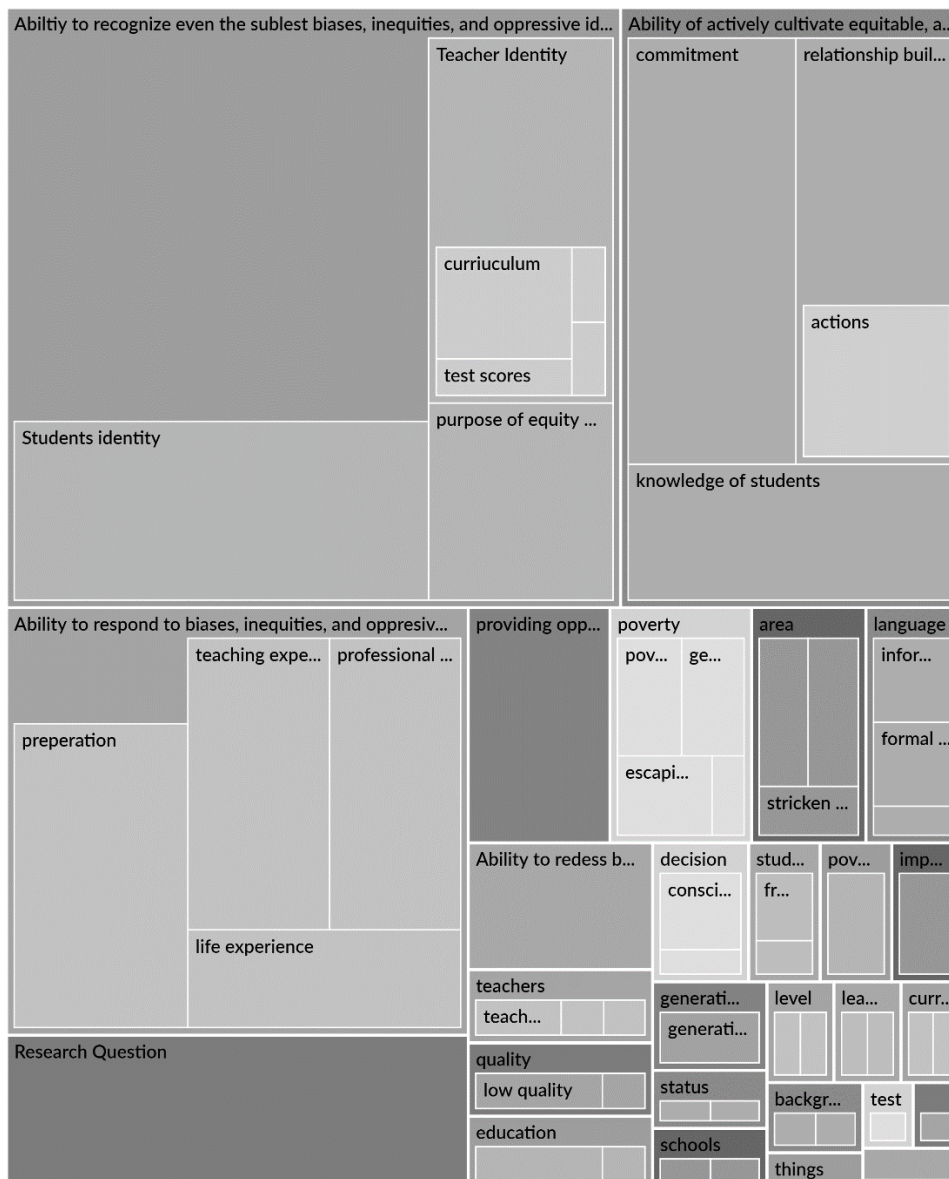 Abiltiy to recognize even the sublest biases, inequities, and oppressive id...
Teacher Identity
curriuculum
test scores
Students identity
purpose of equity ...
Ability of actively cultivate equitable, a...
commitment
relationship buil...
actions
knowledge of students
Ability to respond to biases, inequities, and oppresiv...
teaching expe...
professional ...
preperation
life experience
Research Question
providing opp...
poverty
pov...
ge...
escapi...
area
stricken ...
language
infor...
formal ...
Ability to redess b...
decision
consci...
stud...
fr...
pov...
imp...
teachers
teach...
generati...
generati...
level
lea...
curr...
quality
low quality
status
backgr...
test
education
schools
things